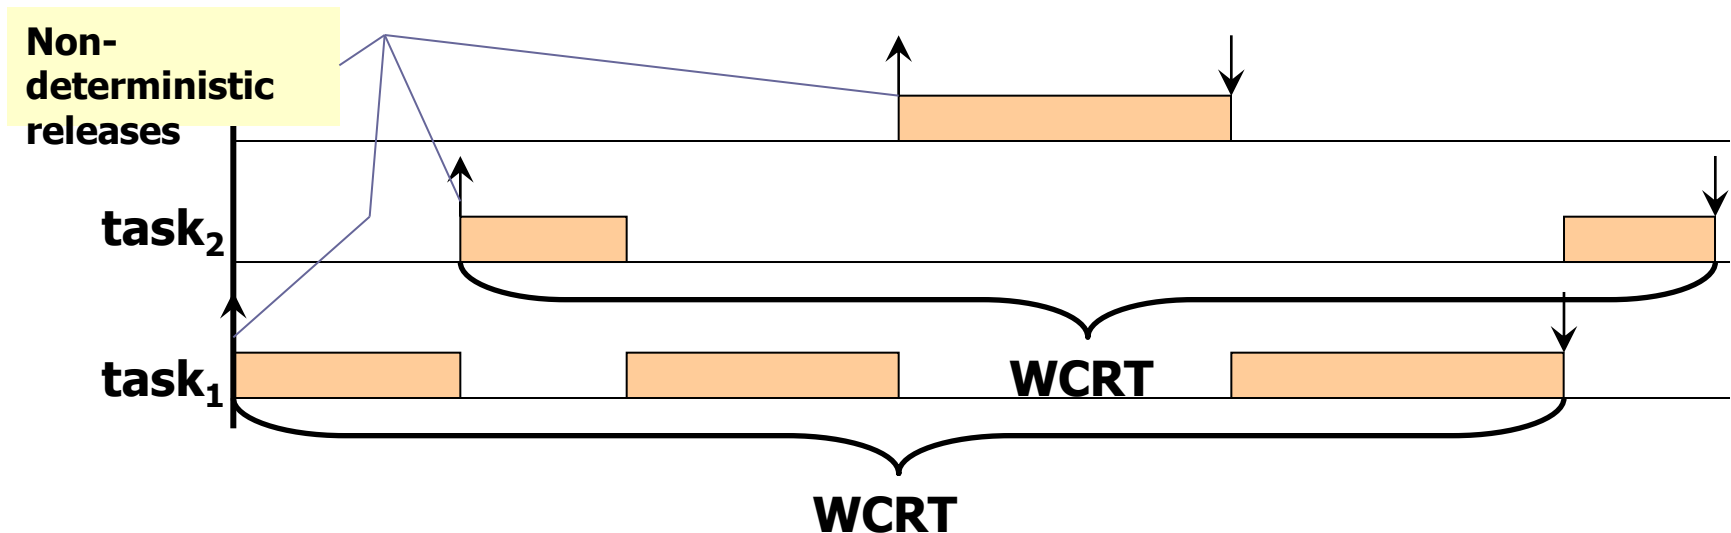 Non-
deterministic
releases
task₂
WCRT
task₁
WCRT